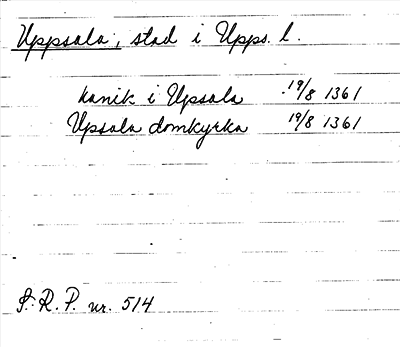 Uppsala, stad i Upps. l.
kanik i Upsala 19/8 1361
Upsala domkyrka 19/8 1361
S. R. P. nr. 514